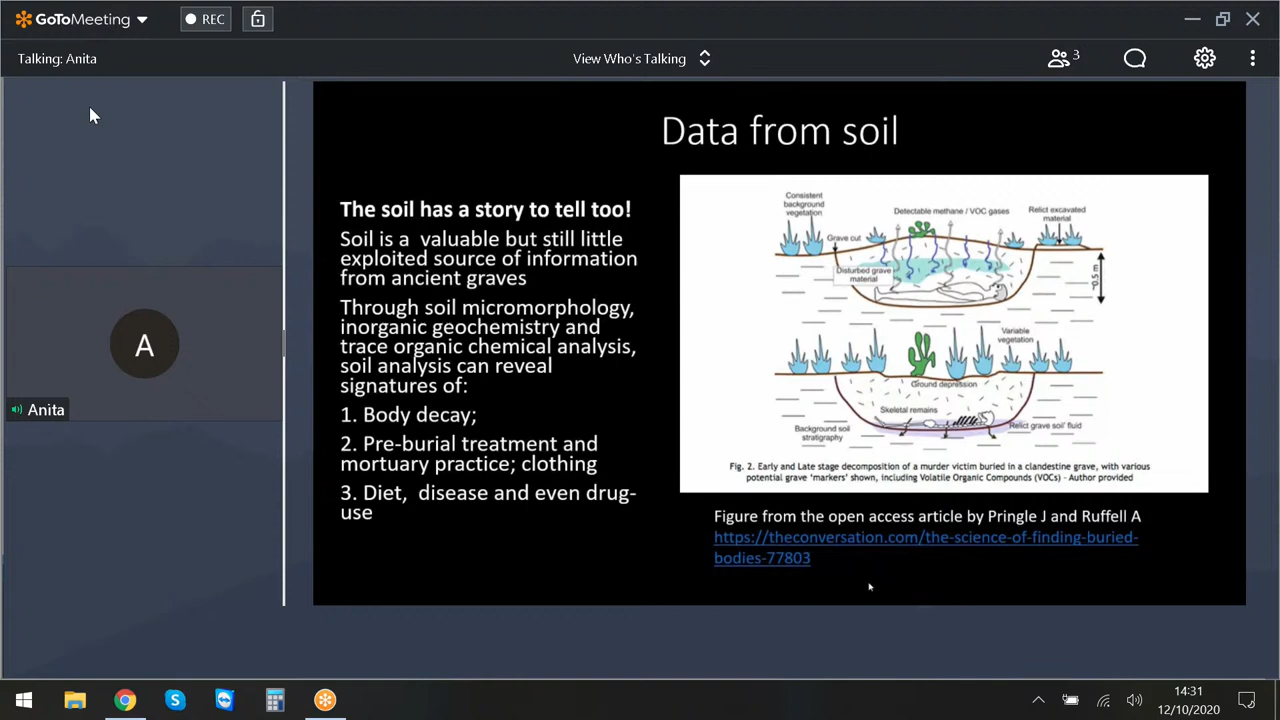 GoToMeeting
REC
Talking: Anita
View Who's Talking
3
A
Anita
Data from soil
The soil has a story to tell too!
Soil is a valuable but still little
exploited source of information
from ancient graves
Through soil micromorphology,
inorganic geochemistry and
trace organic chemical analysis,
soil analysis can reveal
signatures of:
1. Body decay;
2. Pre-burial treatment and
mortuary practice; clothing
3. Diet, disease and even drug-
use
Consistent
background
vegetation
Detectable methane / VOC gases
Relict excavated
material
Grave cut
Disturbed grave
material
~0.5 m
Variable
vegetation
Ground depression
Skeletal remains
Background soil
stratigraphy
Relict grave soil' fluid
Fig. 2. Early and Late stage decomposition of a murder victim buried in a clandestine grave, with various
potential grave 'markers' shown, including Volatile Organic Compounds (VOCs) - Author provided
Figure from the open access article by Pringle J and Ruffell A
https://theconversation.com/the-science-of-finding-buried-
bodies-77803
14:31
12/10/2020